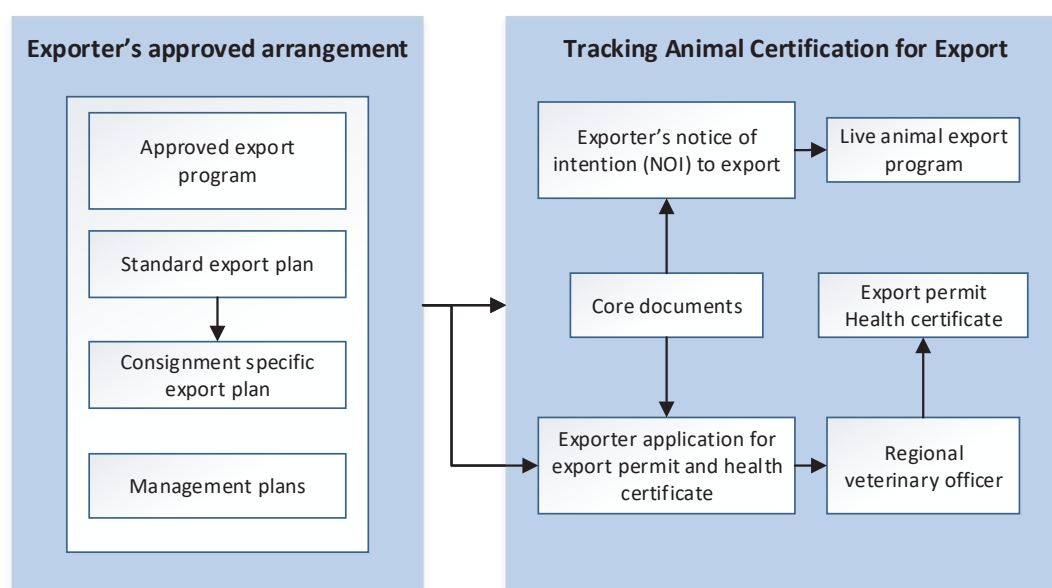 Exporter's approved arrangement
Approved export
program
Standard export plan
Consignment specific
export plan
Management plans
Tracking Animal Certification for Export
Exporter's notice of
intention (NOI) to export
Live animal export
program
Core documents
Export permit
Health certificate
Exporter application for
export permit and health
certificate
Regional
veterinary officer